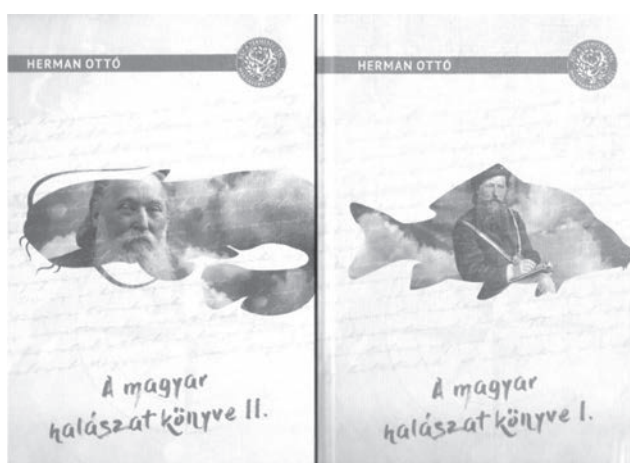 HERMAN OTTÓ
A magyar
halászat könyve II.
HERMAN OTTÓ
A magyar
halászat könyve I.